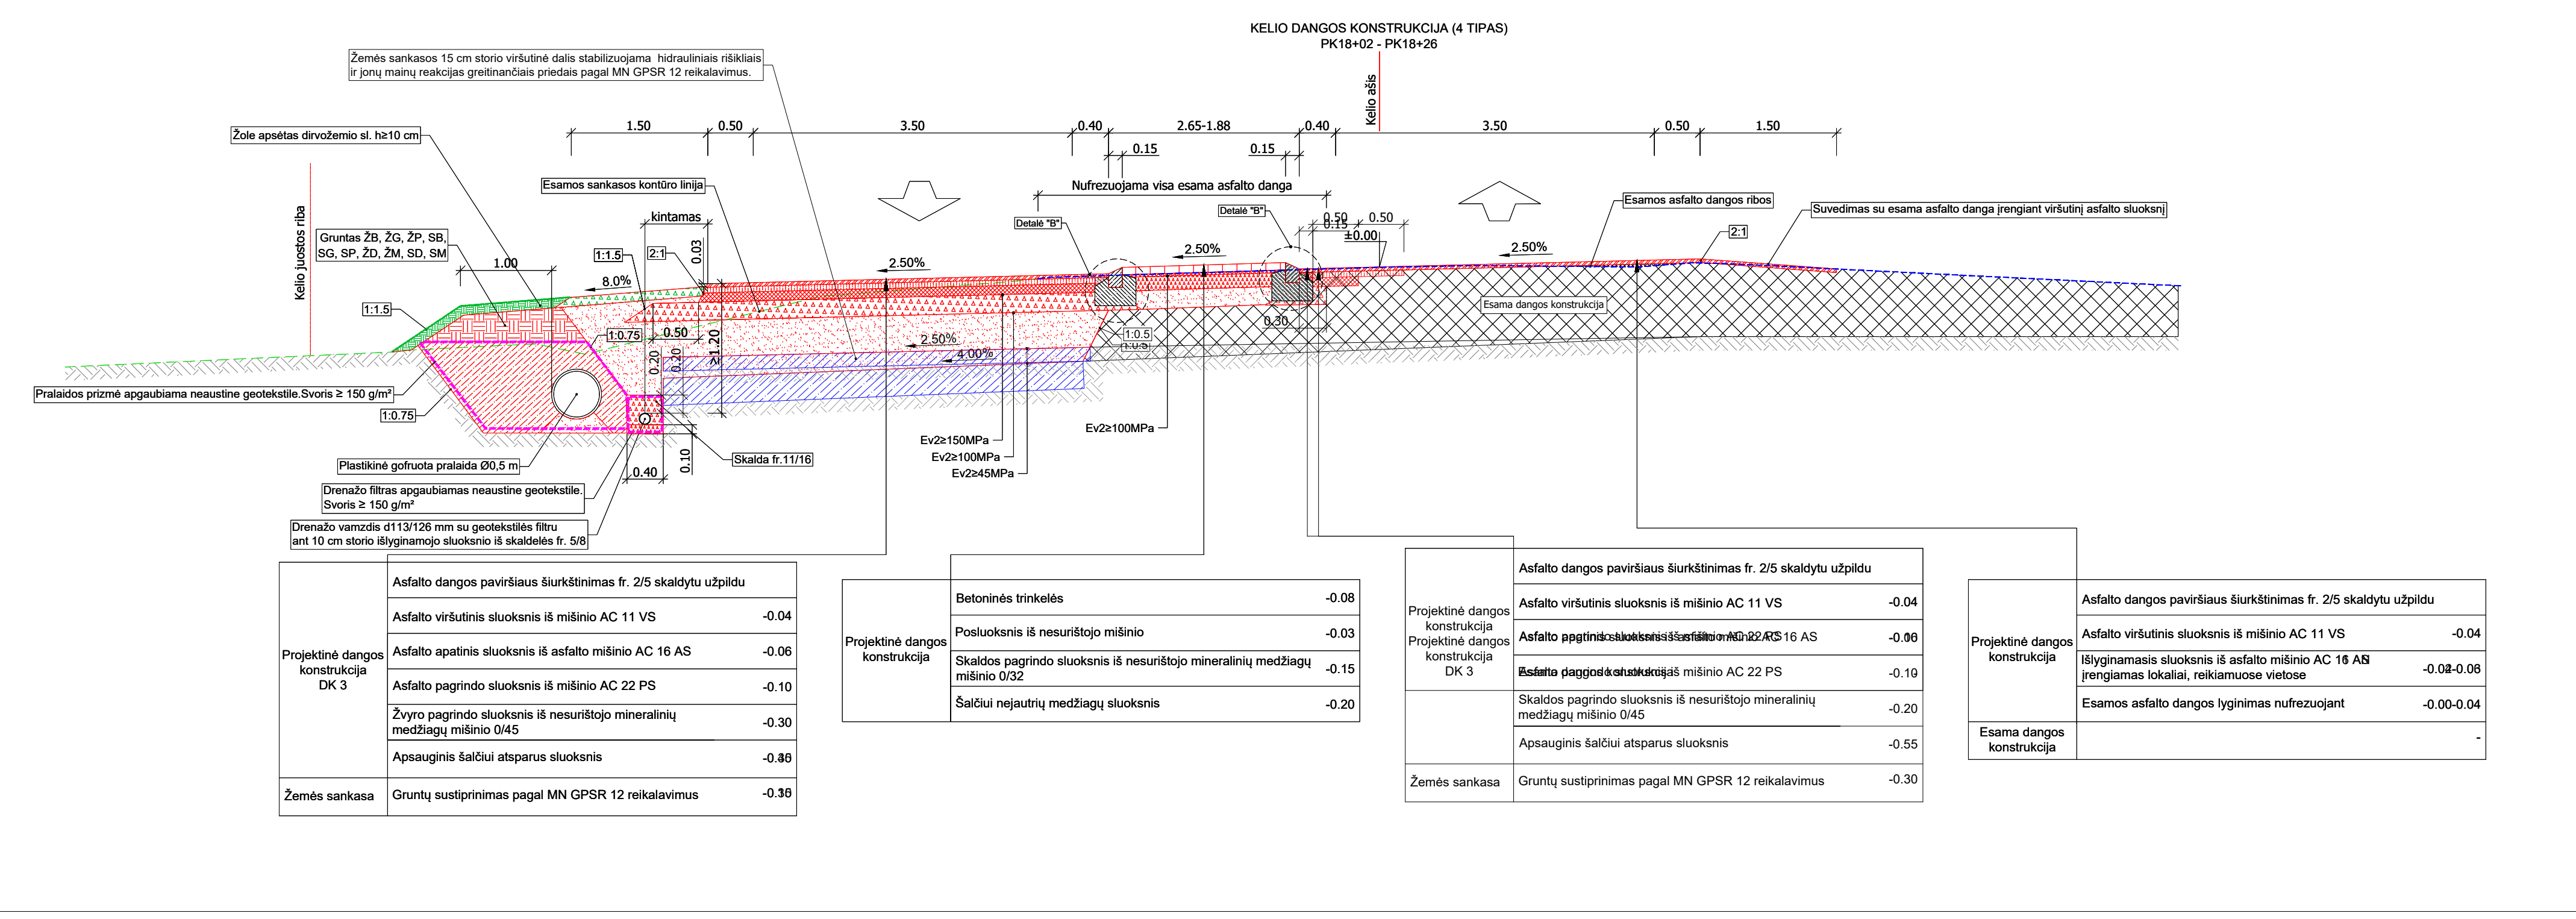 KELIO DANGOS KONSTRUKCIJA (4 TIPAS)
PK18+02 - PK18+26
Kelio ašis
Žemės sankasos 15 cm storio viršutinė dalis stabilizuojama hidrauliniais rišikliais
ir jonų mainų reakcijas greitinančiais priedais pagal MN GPSR 12 reikalavimus.
1.50
0.50
3.50
0.40
2.65-1.88
0.40
3.50
0.50
1.50
0.15
0.15
Žole apsėtas dirvožemio sl. h≥10 cm
Kelio juostos riba
Esamos sankasos kontūro linija
Nufrezuojama visa esama asfalto danga
Esamos asfalto dangos ribos
Suvedimas su esama asfalto danga įrengiant viršutinį asfalto sluoksnį
kintamas
Detalė "B"
Detalė "B"
0.50
0.50
0.15
±0.00
Gruntas ŽB, ŽG, ŽP, SB,
SG, SP, ŽD, ŽM, SD, SM
1.00
1:1.5
2:1
0.03
2.50%
2.50%
2.50%
2:1
8.0%
1:1.5
1:0.75
0.50
≥1.20
0.20
0.20
2.50%
4.00%
1:0.5
1:0.5
0.30
Esama dangos konstrukcija
Pralaidos prizmė apgaubiama neaustine geotekstile.Svoris ≥ 150 g/m²
1:0.75
Ev2≥150MPa
Ev2≥100MPa
Ev2≥45MPa
Ev2≥100MPa
Plastikinė gofruota pralaida Ø0,5 m
0.40
0.10
Skalda fr.11/16
Drenažo filtras apgaubiamas neaustine geotekstile.
Svoris ≥ 150 g/m²
Drenažo vamzdis d113/126 mm su geotekstilės filtru
ant 10 cm storio išlyginamojo sluoksnio iš skaldelės fr. 5/8
Projektinė dangos
konstrukcija
DK 3
Asfalto dangos paviršiaus šiurkštinimas fr. 2/5 skaldytu užpildu
Asfalto viršutinis sluoksnis iš mišinio AC 11 VS -0.04
Asfalto apatinis sluoksnis iš asfalto mišinio AC 16 AS -0.06
Asfalto pagrindo sluoksnis iš mišinio AC 22 PS -0.10
Žvyro pagrindo sluoksnis iš nesurištojo mineralinių
medžiagų mišinio 0/45 -0.30
Apsauginis šalčiui atsparus sluoksnis
Žemės sankasa
Gruntų sustiprinimas pagal MN GPSR 12 reikalavimus
Projektinė dangos
konstrukcija
Betoninės trinkelės -0.08
Posluoksnis iš nesurištojo mišinio -0.03
Skaldos pagrindo sluoksnis iš nesurištojo mineralinių medžiagų
mišinio 0/32 -0.15
Šalčiui nejautrių medžiagų sluoksnis -0.20
Projektinė dangos
konstrukcija
Projektinė dangos
konstrukcija
DK 3
Asfalto dangos paviršiaus šiurkštinimas fr. 2/5 skaldytu užpildu
Asfalto viršutinis sluoksnis iš mišinio AC 11 VS -0.04
mišinio AC 22 PS -0.10
Skaldos pagrindo sluoksnis iš nesurištojo mineralinių
medžiagų mišinio 0/45 -0.20
Apsauginis šalčiui atsparus sluoksnis -0.55
Žemės sankasa
Gruntų sustiprinimas pagal MN GPSR 12 reikalavimus -0.30
Projektinė dangos
konstrukcija
Asfalto dangos paviršiaus šiurkštinimas fr. 2/5 skaldytu užpildu
Asfalto viršutinis sluoksnis iš mišinio AC 11 VS -0.04
Išlyginamasis sluoksnis iš asfalto mišinio AC
įrengiamas lokaliai, reikiamuose vietose
Esamos asfalto dangos lyginimas nufrezuojant -0.00-0.04
Esama dangos
konstrukcija
-